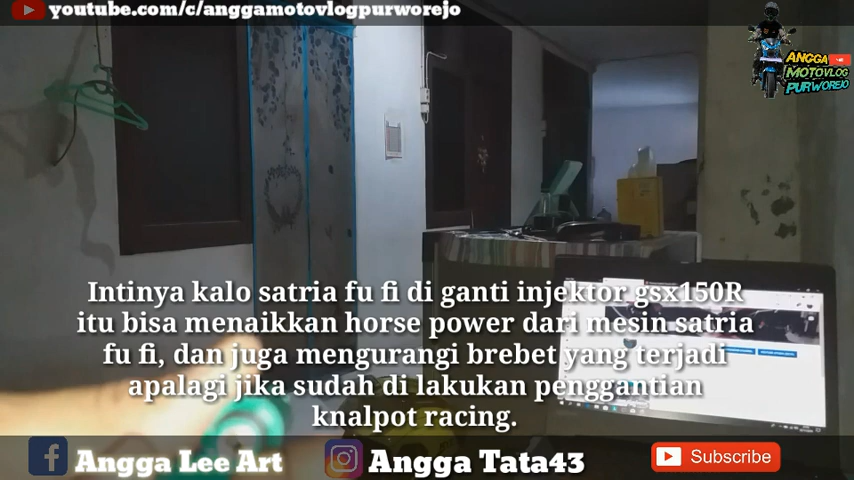 youtube.com/c/anggamotovlogpurworejo
ANGGA
MOTOVLOG
PURWOREJO
Intinya kalo satria fu fi di ganti injektor gsx150R
itu bisa menaikkan horse power dari mesin satria
fu fi, dan juga mengurangi brebet yang terjadi
apalagi jika sudah di lakukan penggantian
knalpot racing.
Angga Lee Art
Angga Tata43
Subscribe